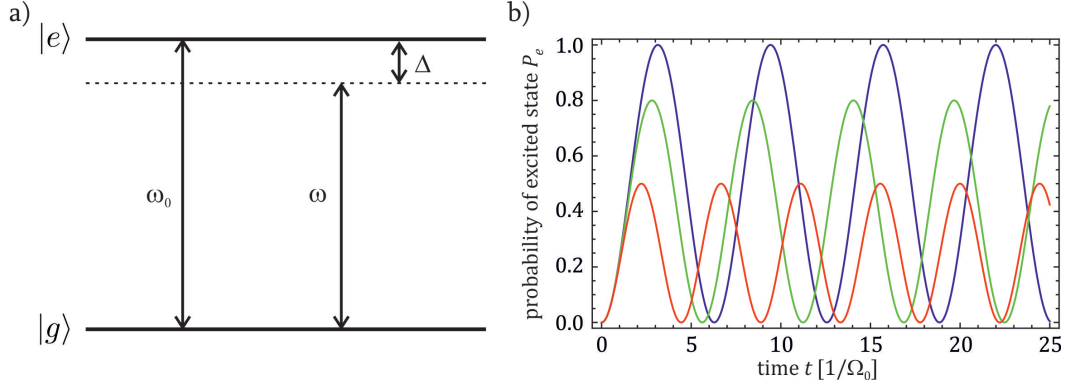 a)
|e⟩
Δ
ω₀
ω
|g⟩
b)
probability of excited state Pₑ
1.0
0.8
0.6
0.4
0.2
0.0
0 5 10 15 20 25
time t [1/Ω₀]